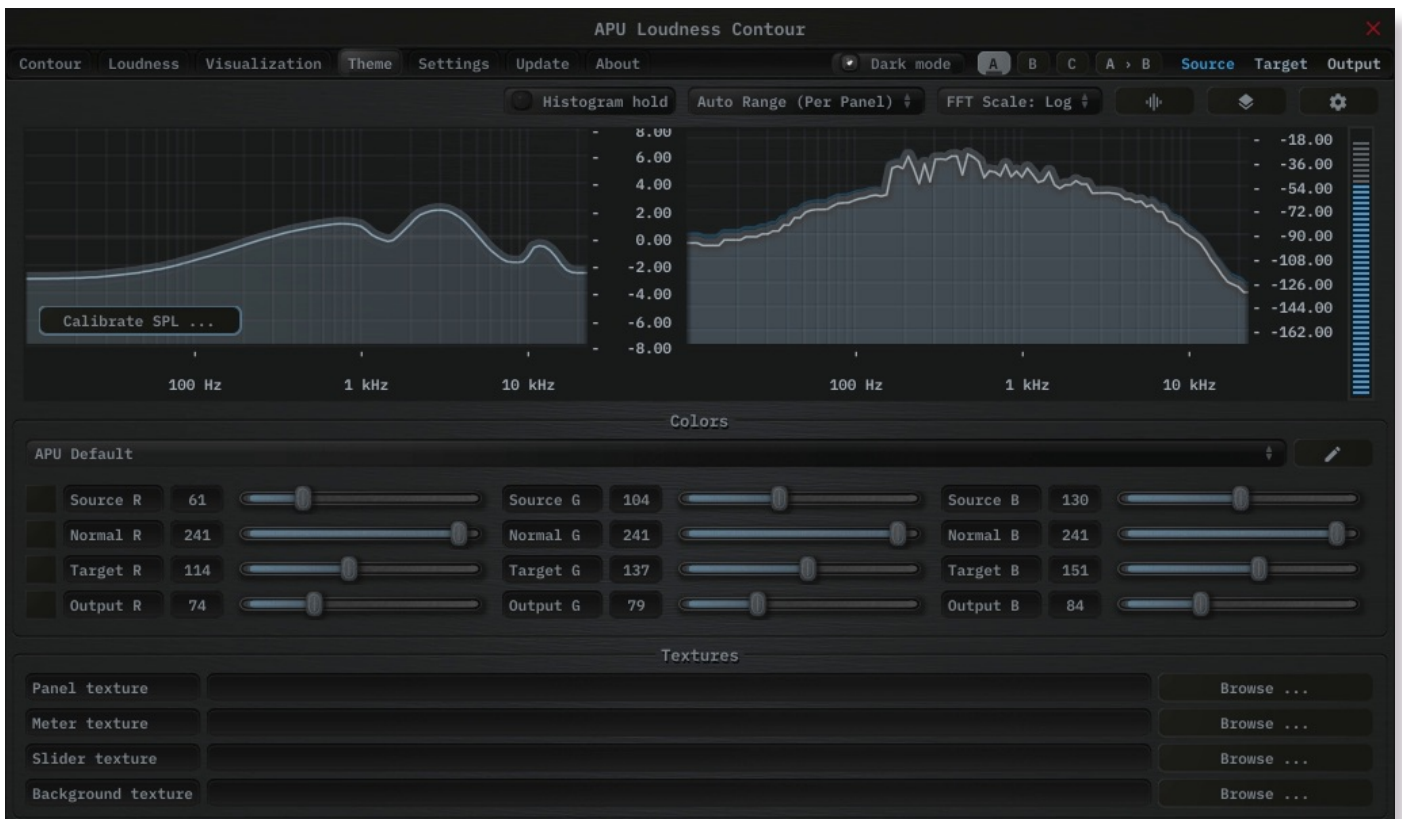 APU Loudness Contour
Contour Loudness Visualization Theme Settings Update About Dark mode A B C A › B Source Target Output
Histogram hold Auto Range (Per Panel) FFT Scale: Log
- 8.00
- 6.00
- 4.00
- 2.00
- 0.00
- -2.00
- -4.00
- -6.00
- -8.00
Calibrate SPL ...
100 Hz 1 kHz 10 kHz
- -18.00
- -36.00
- -54.00
- -72.00
- -90.00
- -108.00
- -126.00
- -144.00
- -162.00
100 Hz 1 kHz 10 kHz
Colors
APU Default
Source R 61 Source G 104 Source B 130
Normal R 241 Normal G 241 Normal B 241
Target R 114 Target G 137 Target B 151
Output R 74 Output G 79 Output B 84
Textures
Panel texture Browse ...
Meter texture Browse ...
Slider texture Browse ...
Background texture Browse ...